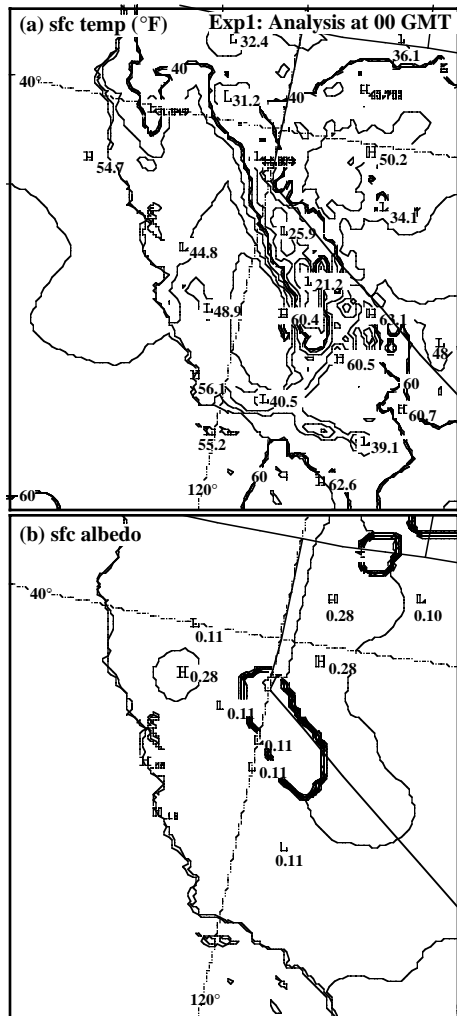 (a) sfc temp (°F) Exp1: Analysis at 00 GMT
L 32.4
L 36.1
40°
40
H 31.2
40
H 50.2
H 54.7
L 34.1
L 25.9
L 44.8
L 21.2
L 48.9
H 60.4
H 63.1
L 48
H 60.5
H 56.1
60
L 40.5
H 60.7
H 55.2
L 39.1
60
H 62.6
60
120°
(b) sfc albedo
40°
H 0.28
L 0.10
L 0.11
H 0.28
H 0.28
L 0.11
L 0.11
L 0.11
L 0.11
120°